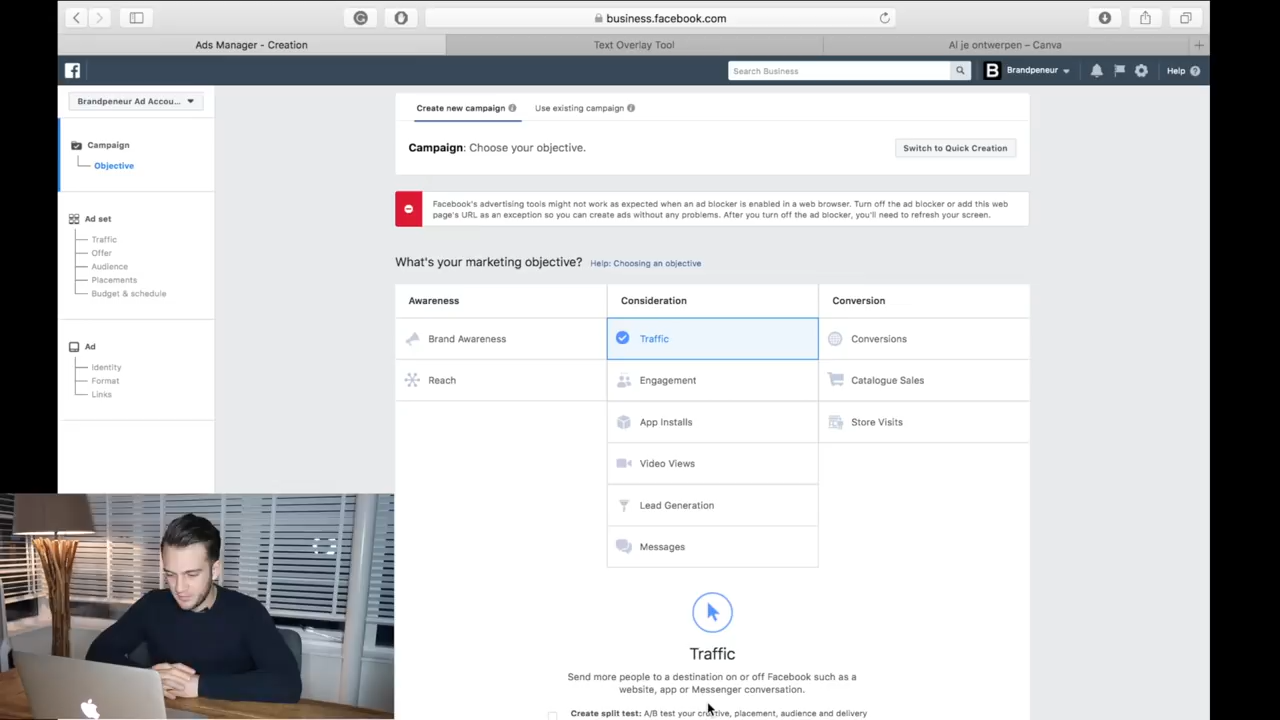 business.facebook.com
Ads Manager - Creation
Text Overlay Tool
Al je ontwerpen – Canva
Search Business
B
Brandpeneur
Help
Brandpeneur Ad Accou...
Campaign
Objective
Ad set
Traffic
Offer
Audience
Placements
Budget & schedule
Ad
Identity
Format
Links
Create new campaign
Use existing campaign
Campaign: Choose your objective.
Switch to Quick Creation
Facebook's advertising tools might not work as expected when an ad blocker is enabled in a web browser. Turn off the ad blocker or add this web
page's URL as an exception so you can create ads without any problems. After you turn off the ad blocker, you'll need to refresh your screen.
What's your marketing objective? Help: Choosing an objective
Awareness
Consideration
Conversion
Brand Awareness
Traffic
Conversions
Reach
Engagement
Catalogue Sales
App Installs
Store Visits
Video Views
Lead Generation
Messages
Traffic
Send more people to a destination on or off Facebook such as a
website, app or Messenger conversation.
Create split test: A/B test your creative, placement, audience and delivery